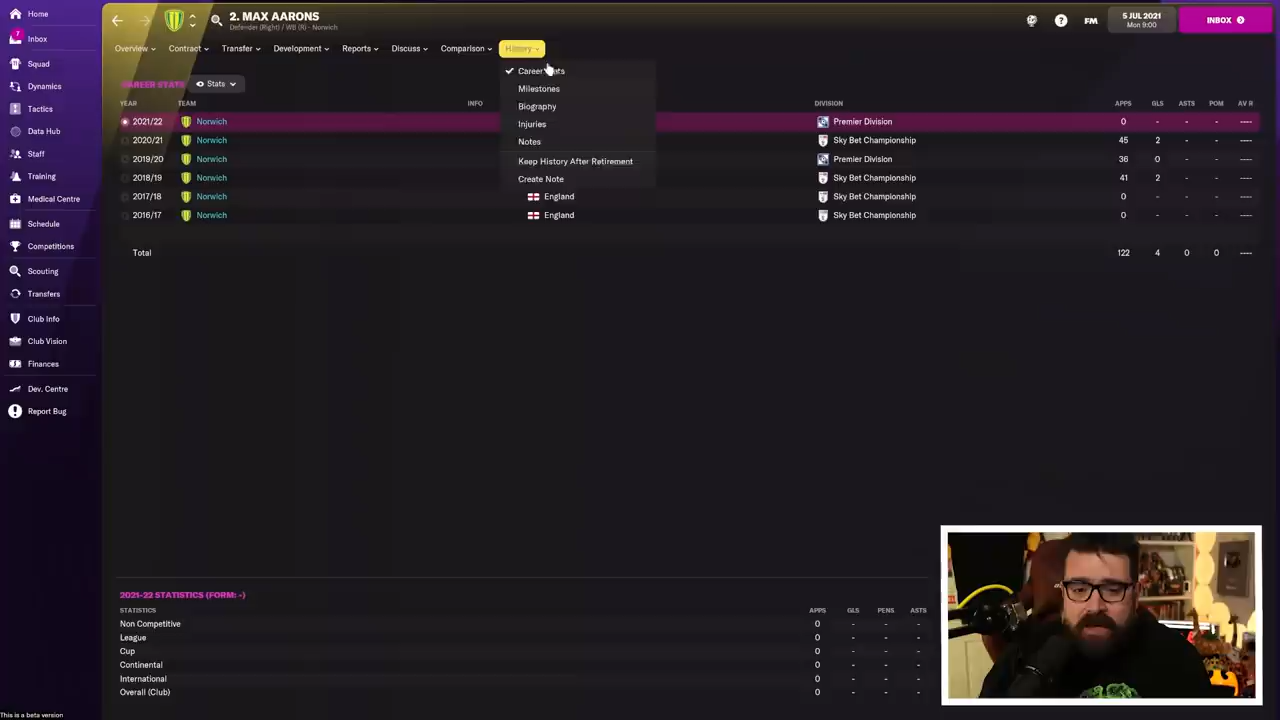 Home
7
Inbox
Squad
Dynamics
Tactics
Data Hub
Staff
Training
Medical Centre
Schedule
Competitions
Scouting
Transfers
Club Info
Club Vision
Finances
Dev. Centre
Report Bug
This is a beta version
2. MAX AARONS
Defender (Right) / WB (R) - Norwich
FM
5 JUL 2021
Mon 9:00
INBOX
Overview Contract Transfer Development Reports Discuss Comparison History
CAREER STATS Stats
Career Stats
Milestones
Biography
Injuries
Notes
Keep History After Retirement
Create Note
YEAR TEAM INFO DIVISION APPS GLS ASTS POM AV R
2021/22 Norwich Premier Division 0 - - - ----
2020/21 Norwich Sky Bet Championship 45 2 - - ----
2019/20 Norwich Premier Division 36 0 - - ----
2018/19 Norwich Sky Bet Championship 41 2 - - ----
2017/18 Norwich England Sky Bet Championship 0 - - - ----
2016/17 Norwich England Sky Bet Championship 0 - - - ----
Total 122 4 0 0 ----
2021-22 STATISTICS (FORM: -)
STATISTICS APPS GLS PENS ASTS
Non Competitive 0 - - -
League 0 - - -
Cup 0 - - -
Continental 0 - - -
International 0 - - -
Overall (Club) 0 - - -